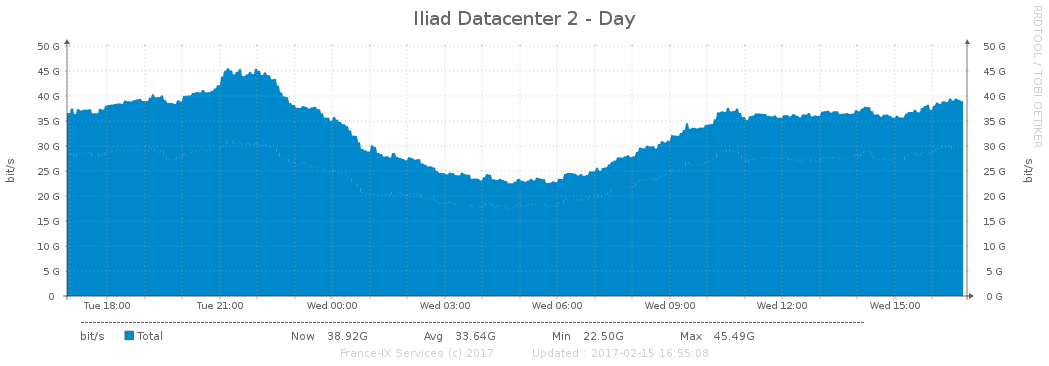 Iliad Datacenter 2 - Day
RRDTOOL / TOBI OETIKER
50 G 50 G
45 G 45 G
40 G 40 G
35 G 35 G
30 G 30 G
25 G 25 G
20 G 20 G
15 G 15 G
10 G 10 G
5 G 5 G
0 0 G
bit/s bit/s
Tue 18:00 Tue 21:00 Wed 00:00 Wed 03:00 Wed 06:00 Wed 09:00 Wed 12:00 Wed 15:00
bit/s Total Now 38.92G Avg 33.64G Min 22.50G Max 45.49G
France-IX Services (c) 2017 Updated : 2017-02-15 16:55:08